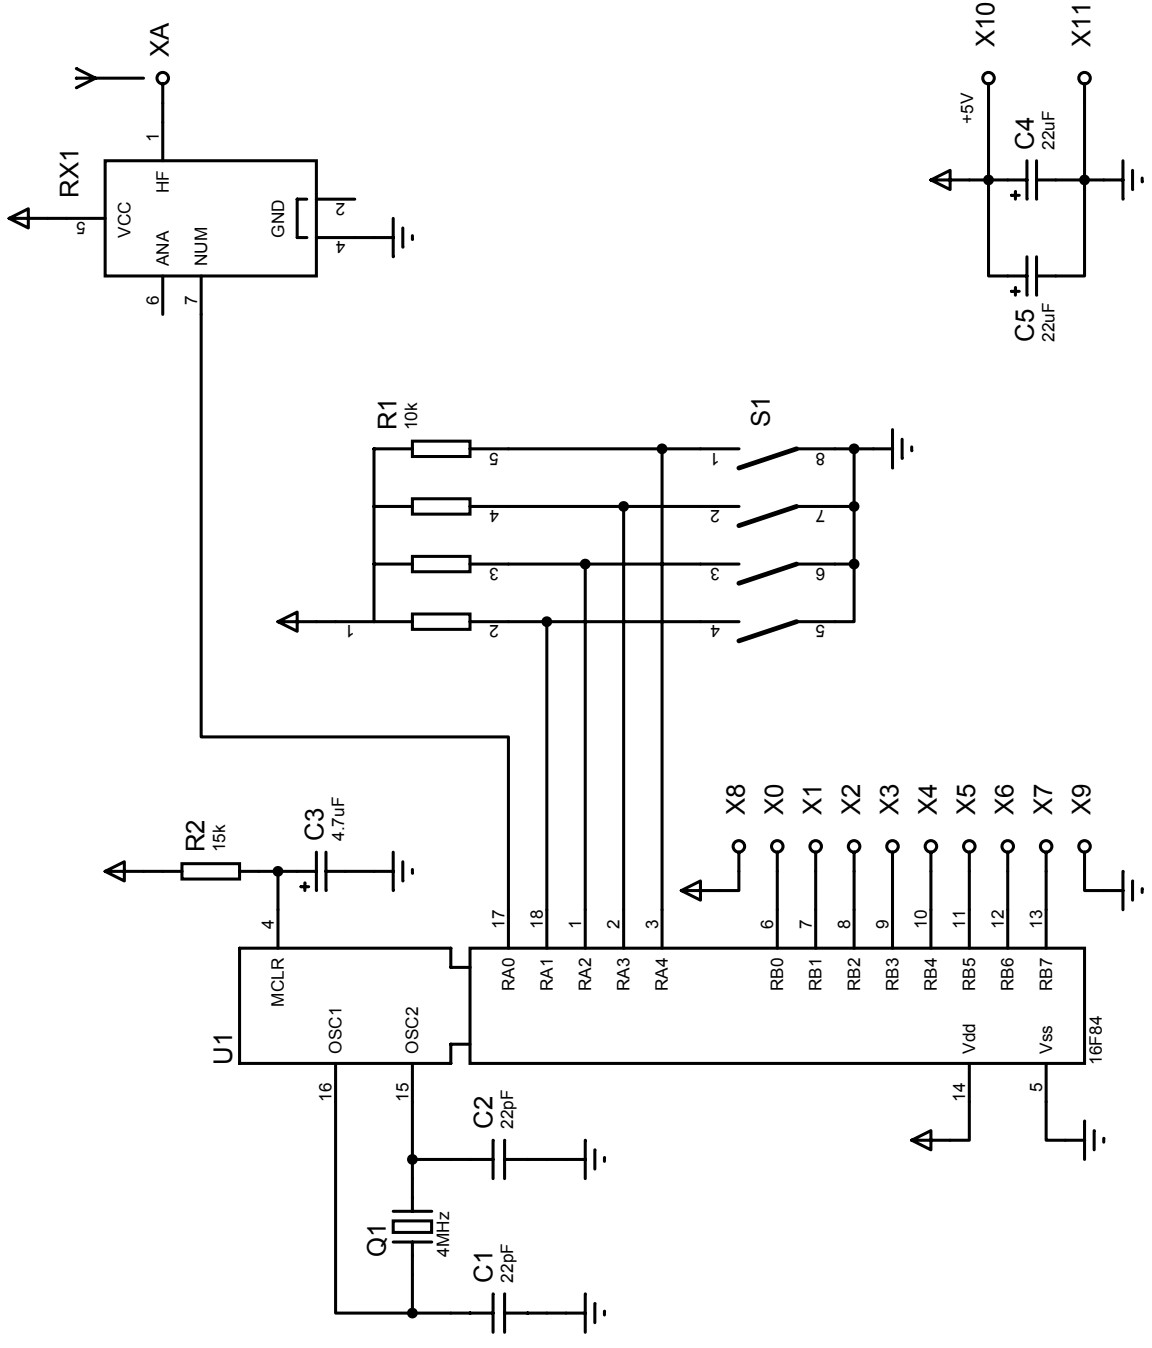 XA
1
RX1
5
VCC
HF
ANA
NUM
GND
2
4
6
7
X10
X11
+5V
C4
22uF
C5
22uF
R1
10k
5
4
3
2
1
S1
1
2
3
4
8
7
6
5
R2
15k
C3
4.7uF
4
17
18
1
2
3
6
7
8
9
10
11
12
13
X8
X0
X1
X2
X3
X4
X5
X6
X7
X9
U1
MCLR
OSC1
OSC2
RA0
RA1
RA2
RA3
RA4
RB0
RB1
RB2
RB3
RB4
RB5
RB6
RB7
Vdd
Vss
16F84
16
15
14
5
Q1
4MHz
C2
22pF
C1
22pF